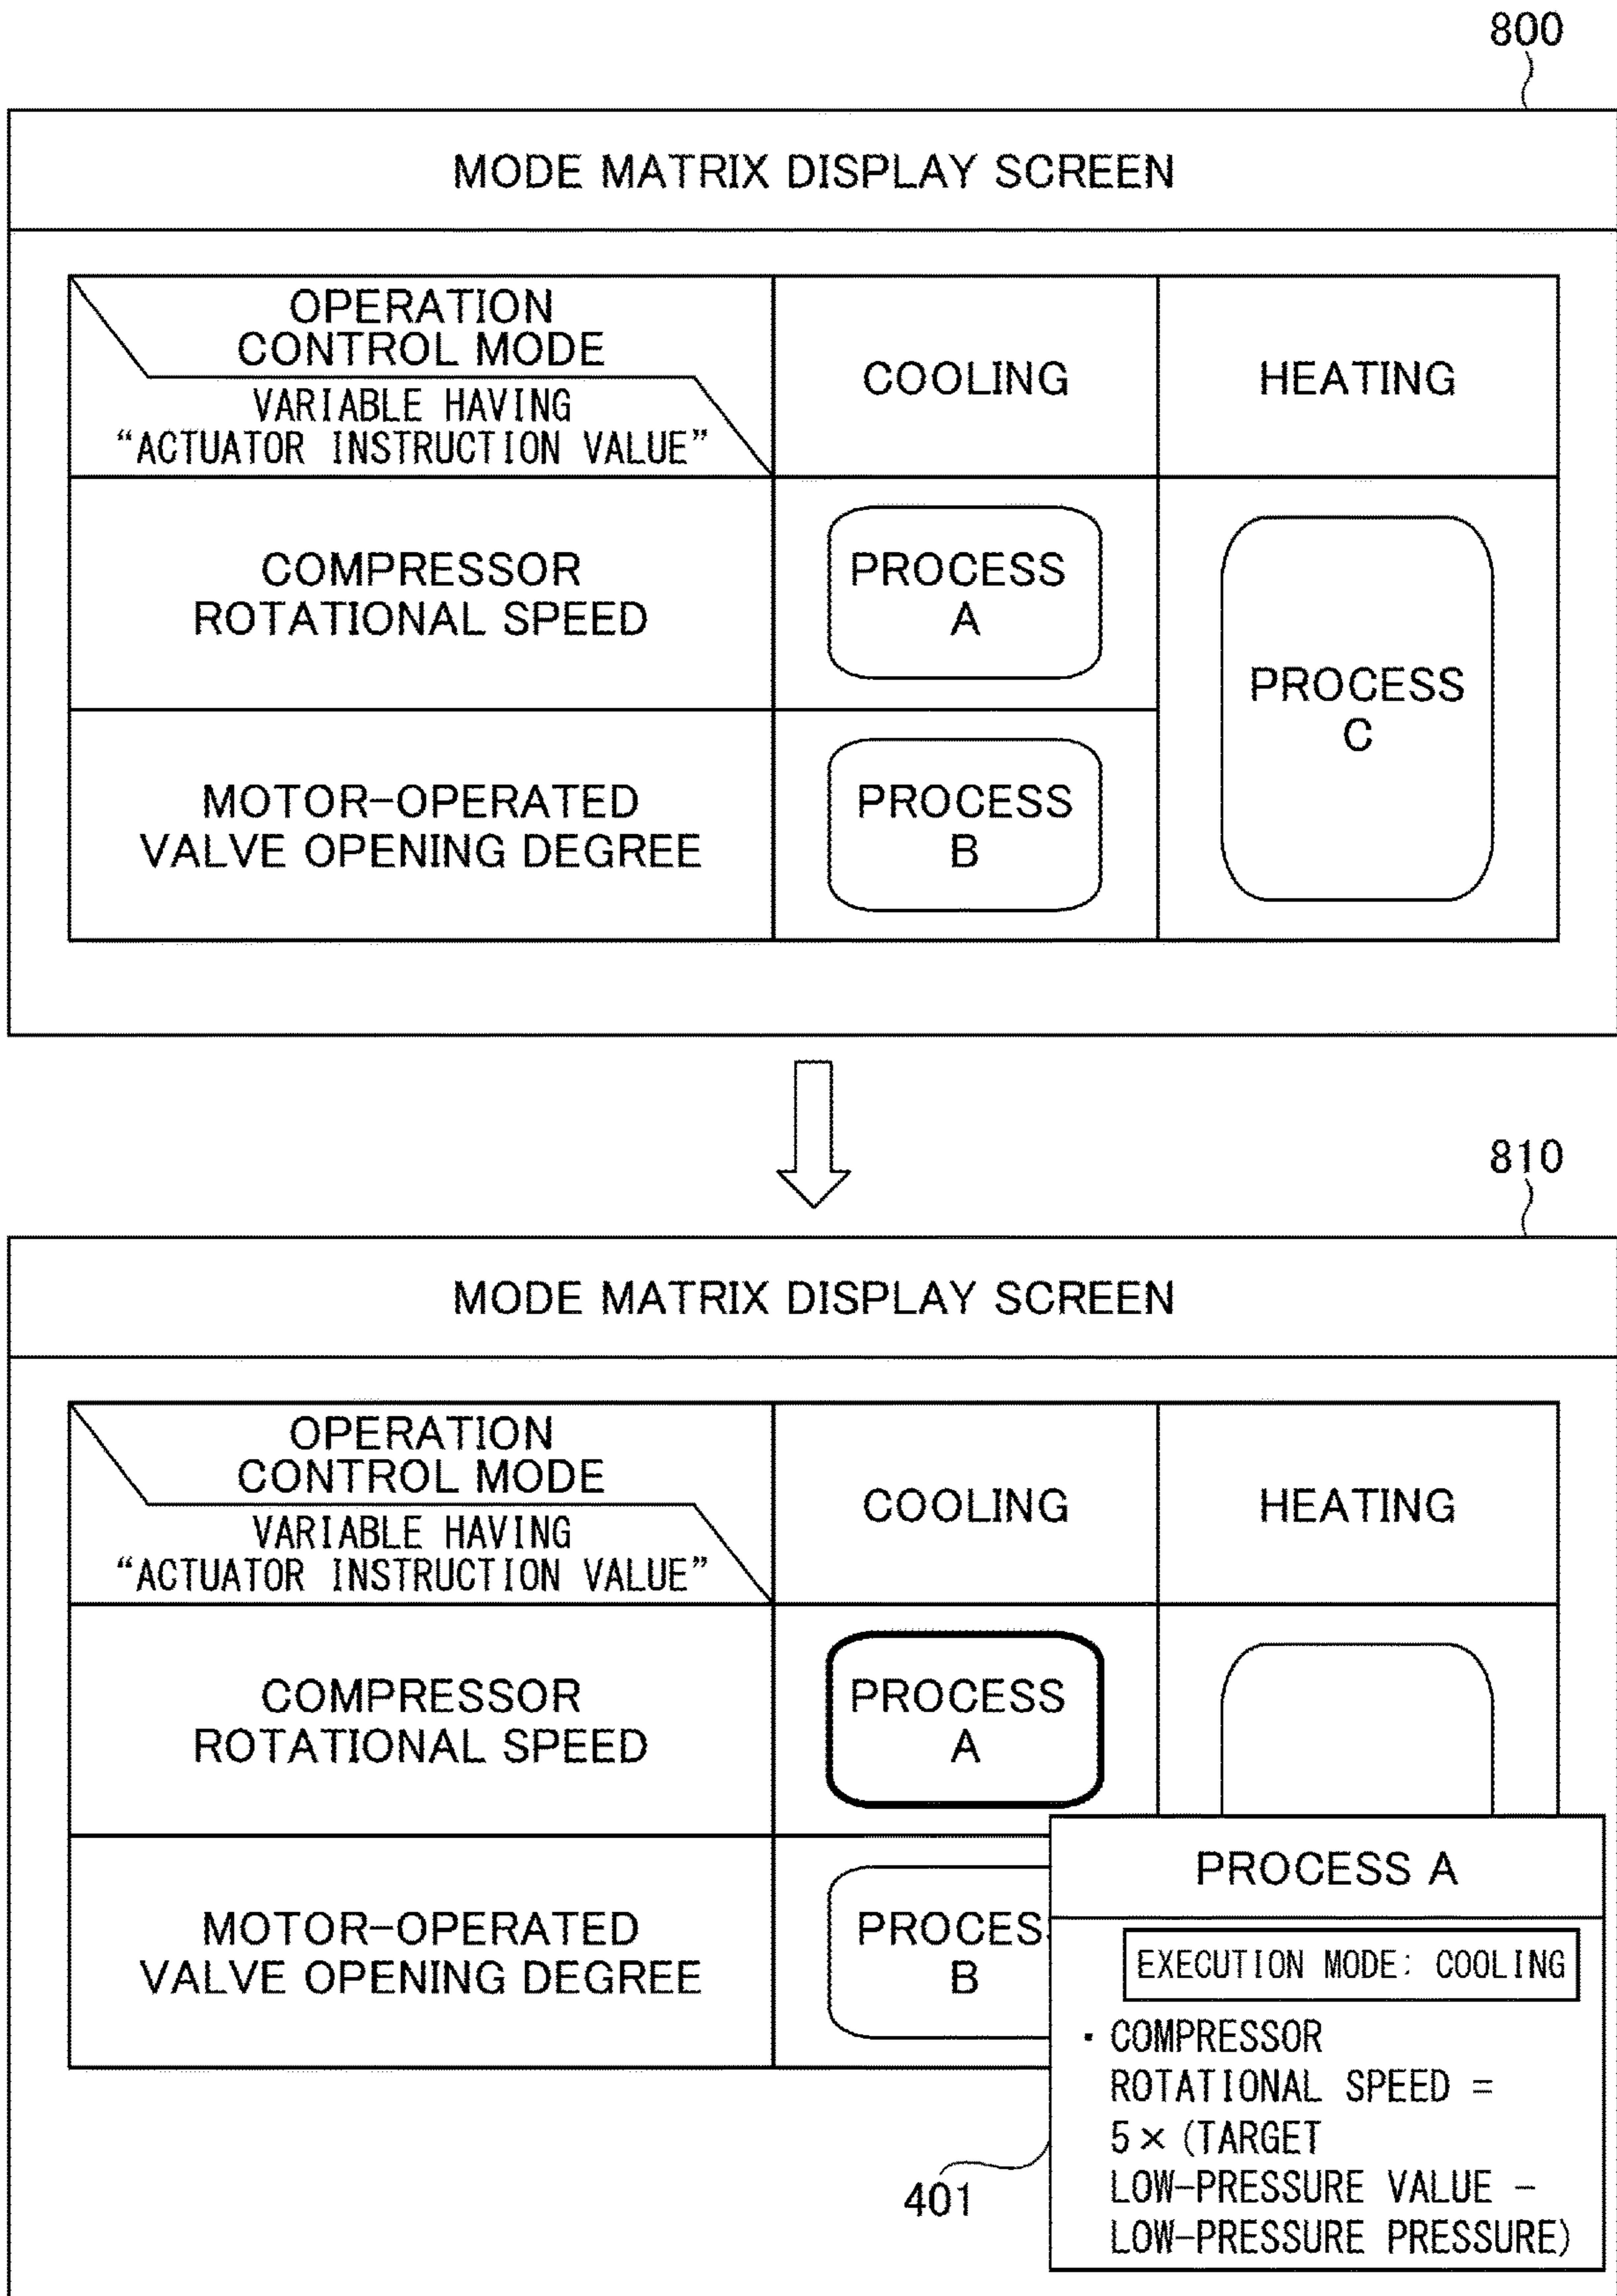 800
MODE MATRIX DISPLAY SCREEN
OPERATION
CONTROL MODE
VARIABLE HAVING
“ACTUATOR INSTRUCTION VALUE”
COOLING
HEATING
COMPRESSOR
ROTATIONAL SPEED
PROCESS
A
PROCESS
C
MOTOR-OPERATED
VALVE OPENING DEGREE
PROCESS
B
810
MODE MATRIX DISPLAY SCREEN
OPERATION
CONTROL MODE
VARIABLE HAVING
“ACTUATOR INSTRUCTION VALUE”
COOLING
HEATING
COMPRESSOR
ROTATIONAL SPEED
PROCESS
A
MOTOR-OPERATED
VALVE OPENING DEGREE
PROCES
B
PROCESS A
EXECUTION MODE: COOLING
・COMPRESSOR
ROTATIONAL SPEED =
5×(TARGET
LOW-PRESSURE VALUE -
LOW-PRESSURE PRESSURE)
401